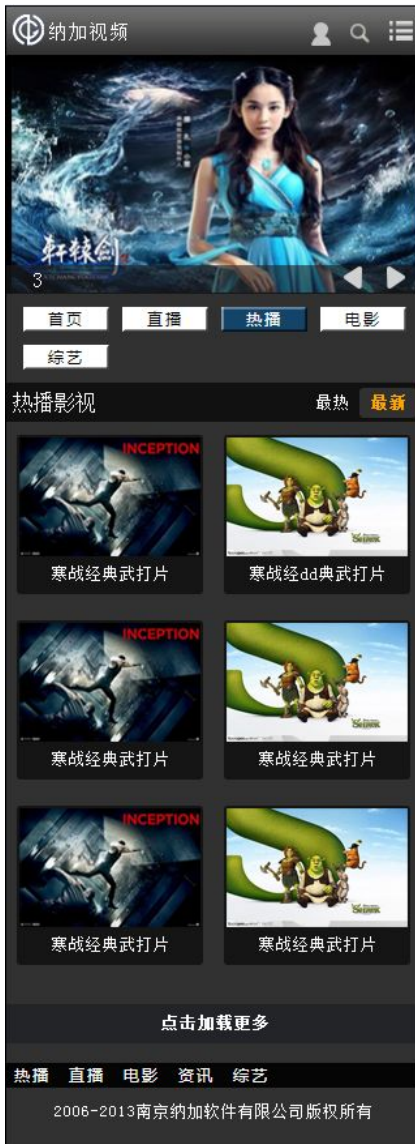 纳加视频
轩辕剑
3
首页 直播 热播 电影
综艺
热播影视 最热 最新
INCEPTION
寒战经典武打片 寒战经dd典武打片
INCEPTION
寒战经典武打片 寒战经典武打片
INCEPTION
寒战经典武打片 寒战经典武打片
点击加载更多
热播 直播 电影 资讯 综艺
2006-2013南京纳加软件有限公司版权所有